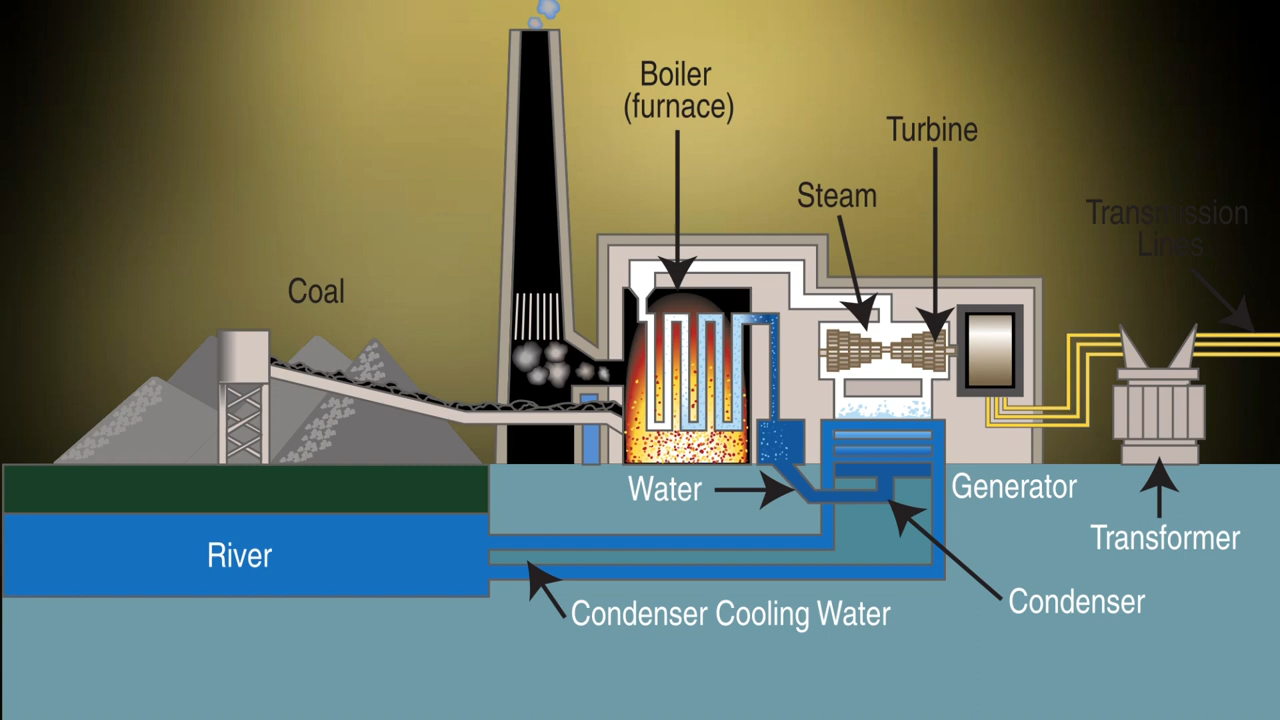 Boiler
(furnace)
Turbine
Steam
Transmission
Lines
Coal
Water
Generator
Transformer
River
Condenser
Condenser Cooling Water